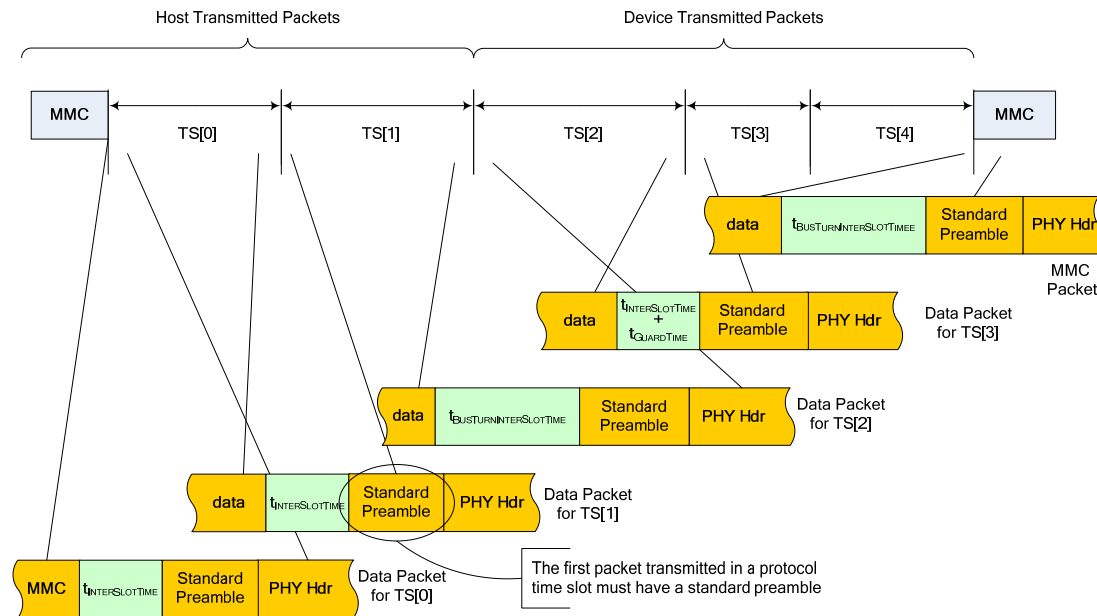 Host Transmitted Packets
Device Transmitted Packets
MMC
TS[0]
TS[1]
TS[2]
TS[3]
TS[4]
MMC
data
tBUSTURNINTERSLOTTIMEE
Standard
Preamble
PHY Hdr
MMC
Packet
data
tINTERSLOTTIME
+
tGUARDTIME
Standard
Preamble
PHY Hdr
Data Packet
for TS[3]
data
tBUSTURNINTERSLOTTIME
Standard
Preamble
PHY Hdr
Data Packet
for TS[2]
data
tINTERSLOTTIME
Standard
Preamble
PHY Hdr
Data Packet
for TS[1]
MMC
tINTERSLOTTIME
Standard
Preamble
PHY Hdr
Data Packet
for TS[0]
The first packet transmitted in a protocol
time slot must have a standard preamble